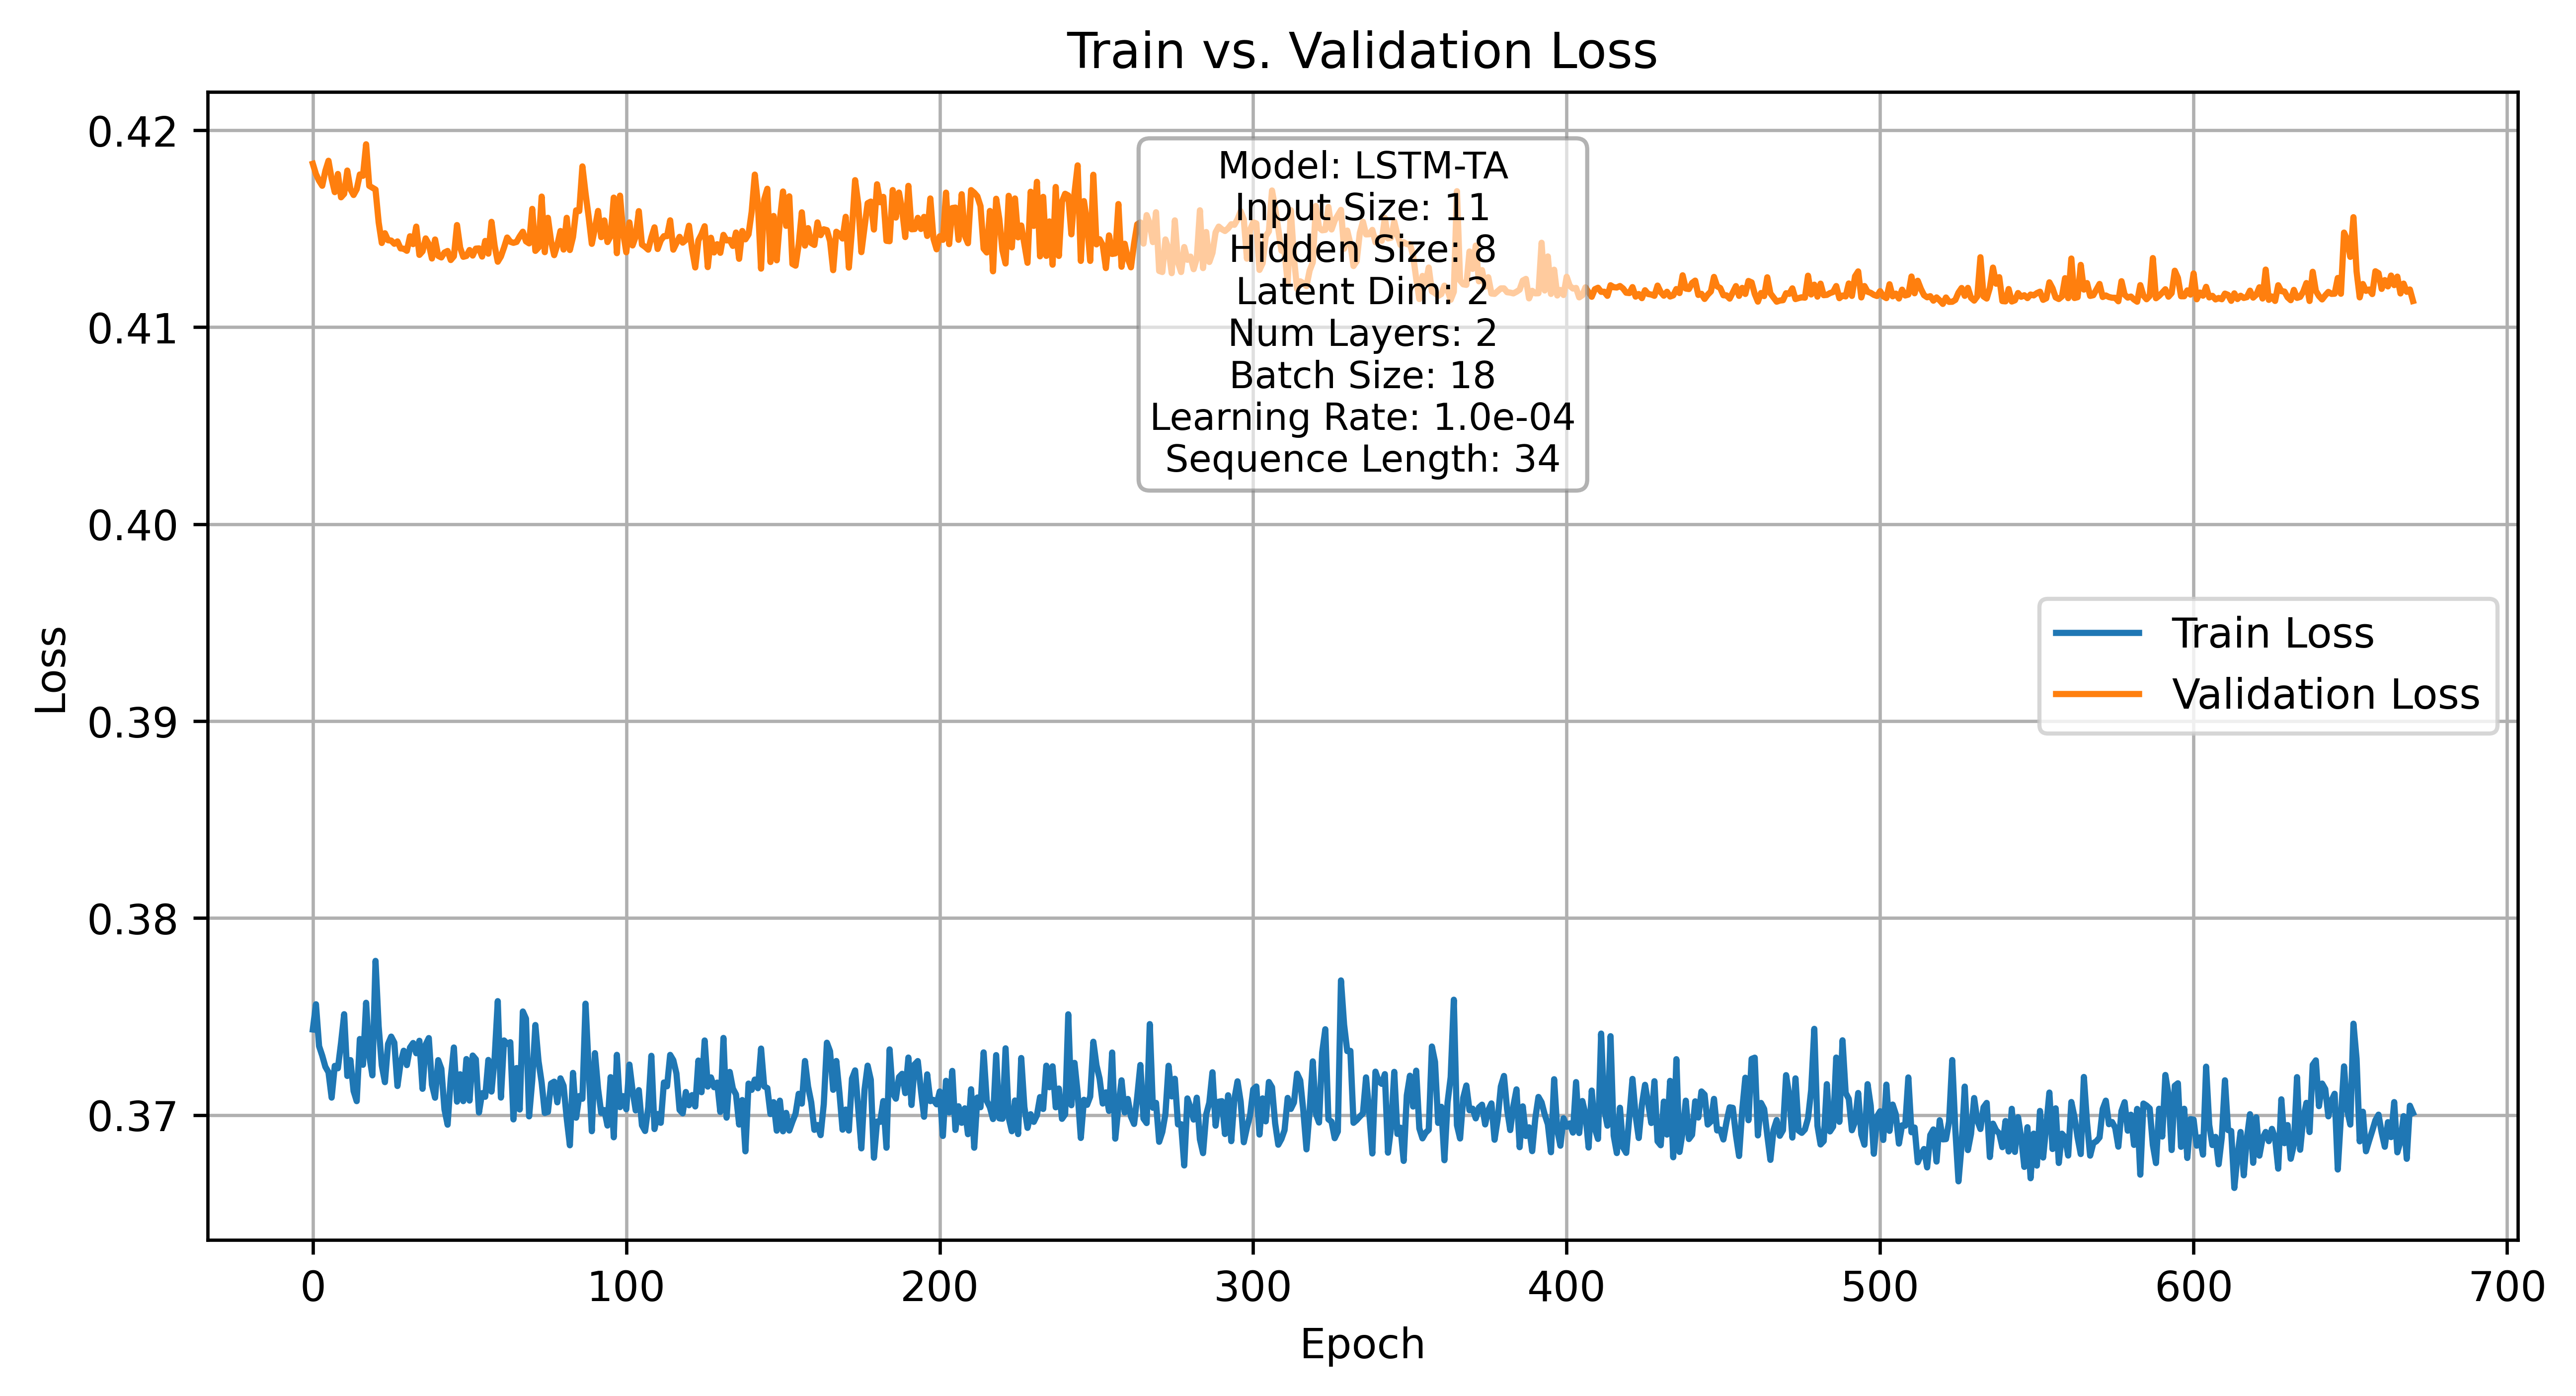 Train vs. Validation Loss
Model: LSTM-TA
Input Size: 11
Hidden Size: 8
Latent Dim: 2
Num Layers: 2
Batch Size: 18
Learning Rate: 1.0e-04
Sequence Length: 34
Train Loss
Validation Loss
Loss
0.42
0.41
0.40
0.39
0.38
0.37
0 100 200 300 400 500 600 700
Epoch